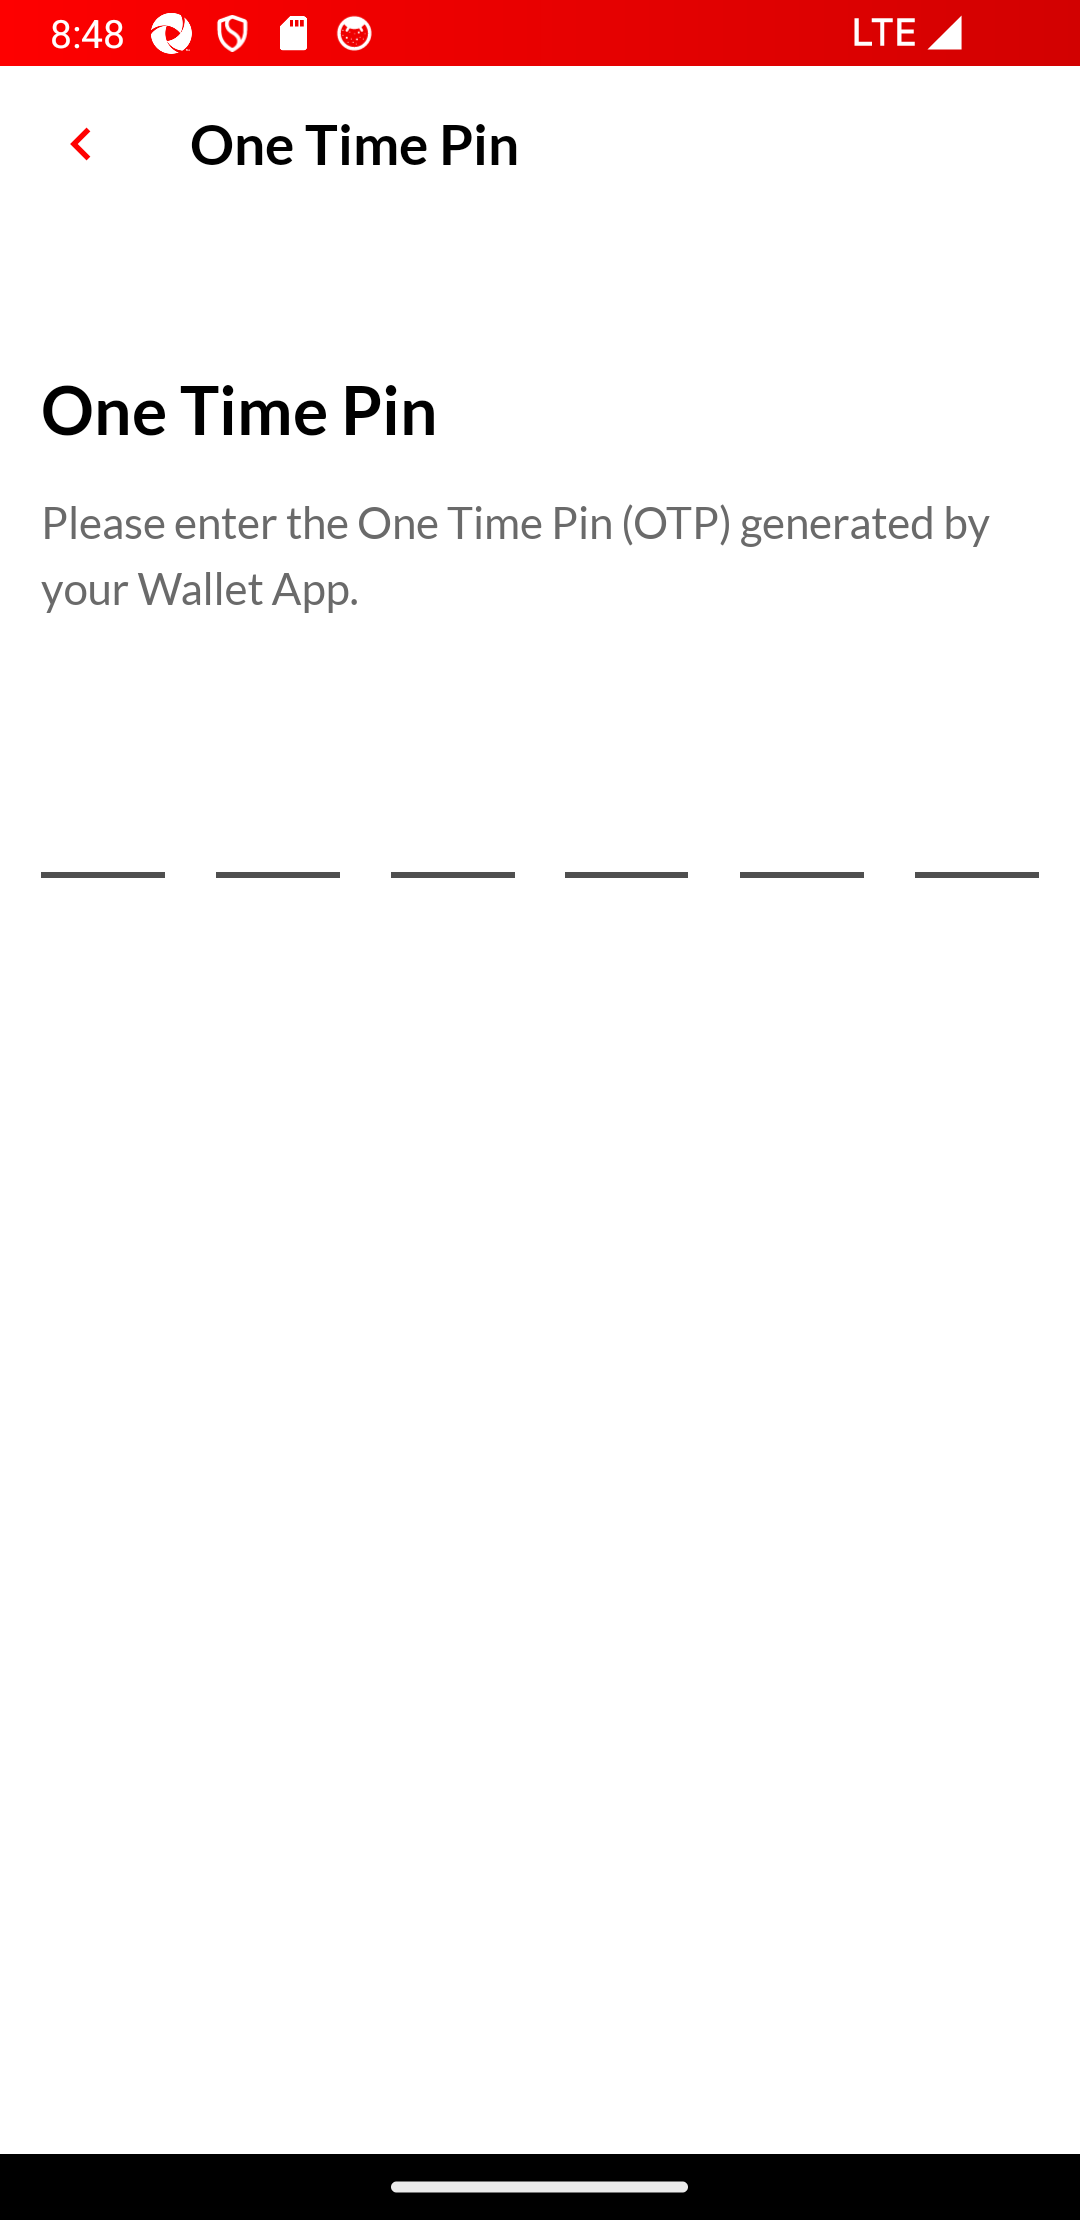 8:48
LTE
One Time Pin
One Time Pin
Please enter the One Time Pin (OTP) generated by
your Wallet App.